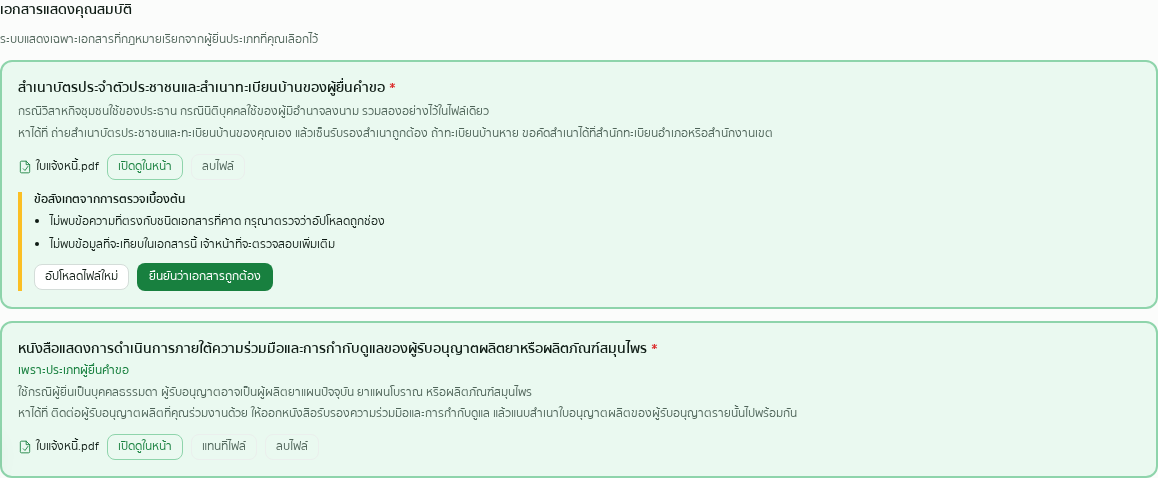 เอกสารแสดงคุณสมบัติ
ระบบแสดงเฉพาะเอกสารที่กฎหมายเรียกจากผู้ยื่นประเภทที่คุณเลือกไว้
สำเนาบัตรประจำตัวประชาชนและสำเนาทะเบียนบ้านของผู้ยื่นคำขอ *
กรณีวิสาหกิจชุมชนใช้ของประธาน กรณีนิติบุคคลใช้ของผู้มีอำนาจลงนาม รวมสองอย่างไว้ในไฟล์เดียว
หาได้ที่ ถ่ายสำเนาบัตรประชาชนและทะเบียนบ้านของคุณเอง แล้วเซ็นรับรองสำเนาถูกต้อง ถ้าทะเบียนบ้านหาย ขอคัดสำเนาได้ที่สำนักทะเบียนอำเภอหรือสำนักงานเขต
ใบแจ้งหนี้.pdf เปิดดูในหน้า ลบไฟล์
ข้อสังเกตจากการตรวจเบื้องต้น
• ไม่พบข้อความที่ตรงกับชนิดเอกสารที่คาด กรุณาตรวจว่าอัปโหลดถูกช่อง
• ไม่พบข้อมูลที่จะเทียบในเอกสารนี้ เจ้าหน้าที่จะตรวจสอบเพิ่มเติม
อัปโหลดไฟล์ใหม่ ยืนยันว่าเอกสารถูกต้อง
หนังสือแสดงการดำเนินการภายใต้ความร่วมมือและการกำกับดูแลของผู้รับอนุญาตผลิตยาหรือผลิตภัณฑ์สมุนไพร *
เพราะประเภทผู้ยื่นคำขอ
ใช้กรณีผู้ยื่นเป็นบุคคลธรรมดา ผู้รับอนุญาตอาจเป็นผู้ผลิตยาแผนปัจจุบัน ยาแผนโบราณ หรือผลิตภัณฑ์สมุนไพร
หาได้ที่ ติดต่อผู้รับอนุญาตผลิตที่คุณร่วมงานด้วย ให้ออกหนังสือรับรองความร่วมมือและการกำกับดูแล แล้วแนบสำเนาใบอนุญาตผลิตของผู้รับอนุญาตรายนั้นไปพร้อมกัน
ใบแจ้งหนี้.pdf เปิดดูในหน้า แทนที่ไฟล์ ลบไฟล์